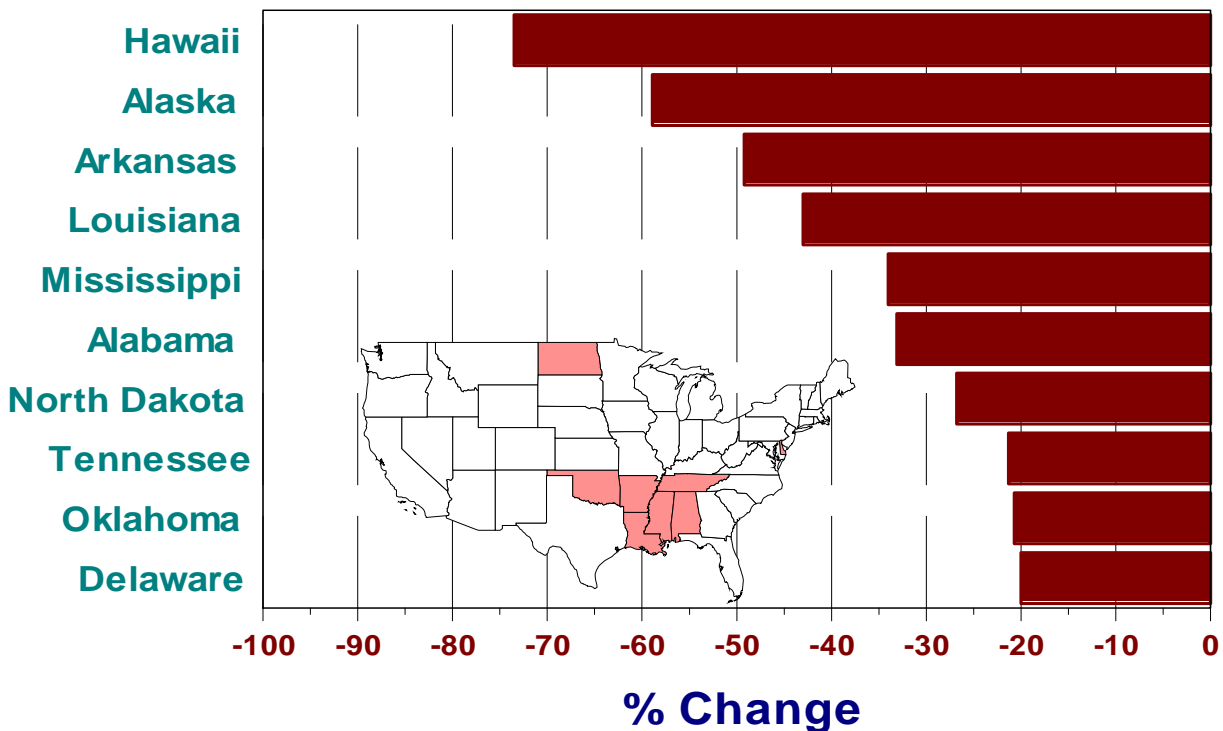 Hawaii
Alaska
Arkansas
Louisiana
Mississippi
Alabama
North Dakota
Tennessee
Oklahoma
Delaware
-100 -90 -80 -70 -60 -50 -40 -30 -20 -10 0
% Change